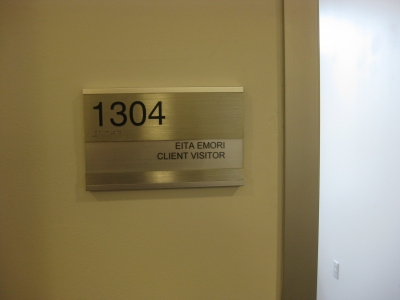 1304
EITA EMORI
CLIENT VISITOR